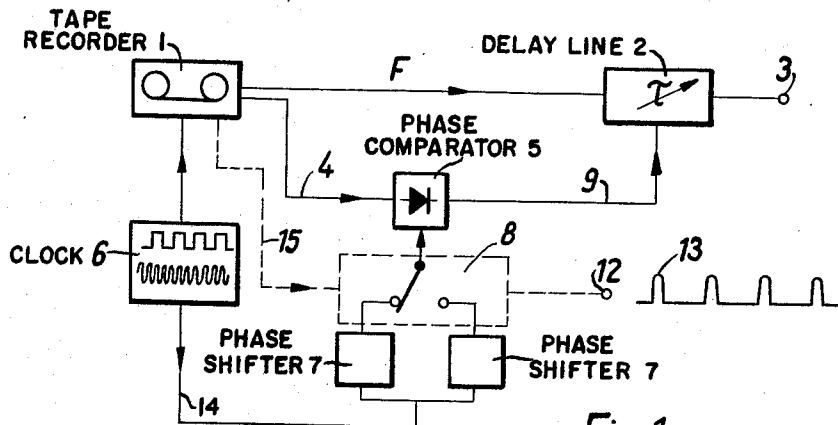 TAPE
RECORDER 1
F
DELAY LINE 2
τ
3
PHASE
COMPARATOR 5
4
9
15
8
CLOCK 6
12
13
PHASE
SHIFTER 7
PHASE
SHIFTER 7
14